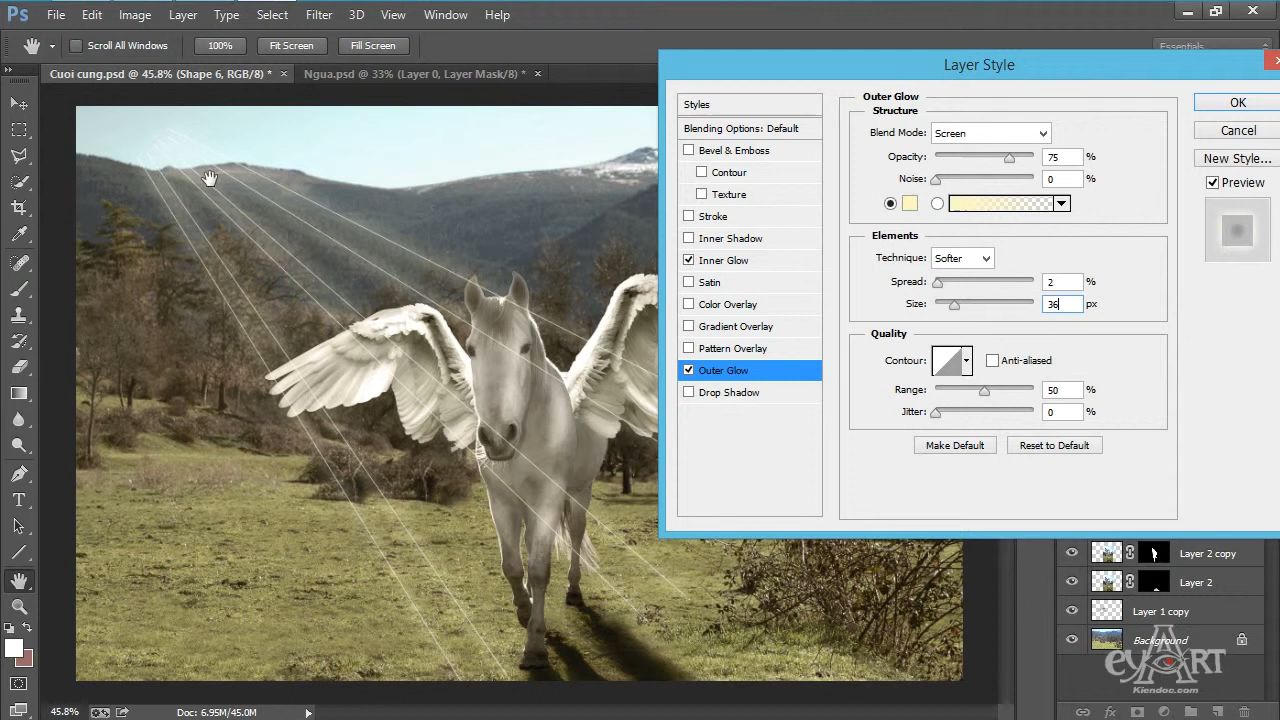 Ps File Edit Image Layer Type Select Filter 3D View Window Help
Scroll All Windows 100% Fit Screen Fill Screen Essentials
Cuoi cung.psd @ 45.8% (Shape 6, RGB/8) * × Ngua.psd @ 33% (Layer 0, Layer Mask/8) * ×
Layer Style
Styles
Blending Options: Default
Bevel & Emboss
Contour
Texture
Stroke
Inner Shadow
Inner Glow
Satin
Color Overlay
Gradient Overlay
Pattern Overlay
Outer Glow
Drop Shadow
Outer Glow
Structure
Blend Mode: Screen
Opacity: 75 %
Noise: 0 %
Elements
Technique: Softer
Spread: 2 %
Size: 36 px
Quality
Contour: Anti-aliased
Range: 50 %
Jitter: 0 %
Make Default Reset to Default
OK
Cancel
New Style...
Preview
Layer 2 copy
Layer 2
Layer 1 copy
Background
eyART
Kiendoc.com
45.8% Doc: 6.95M/45.0M